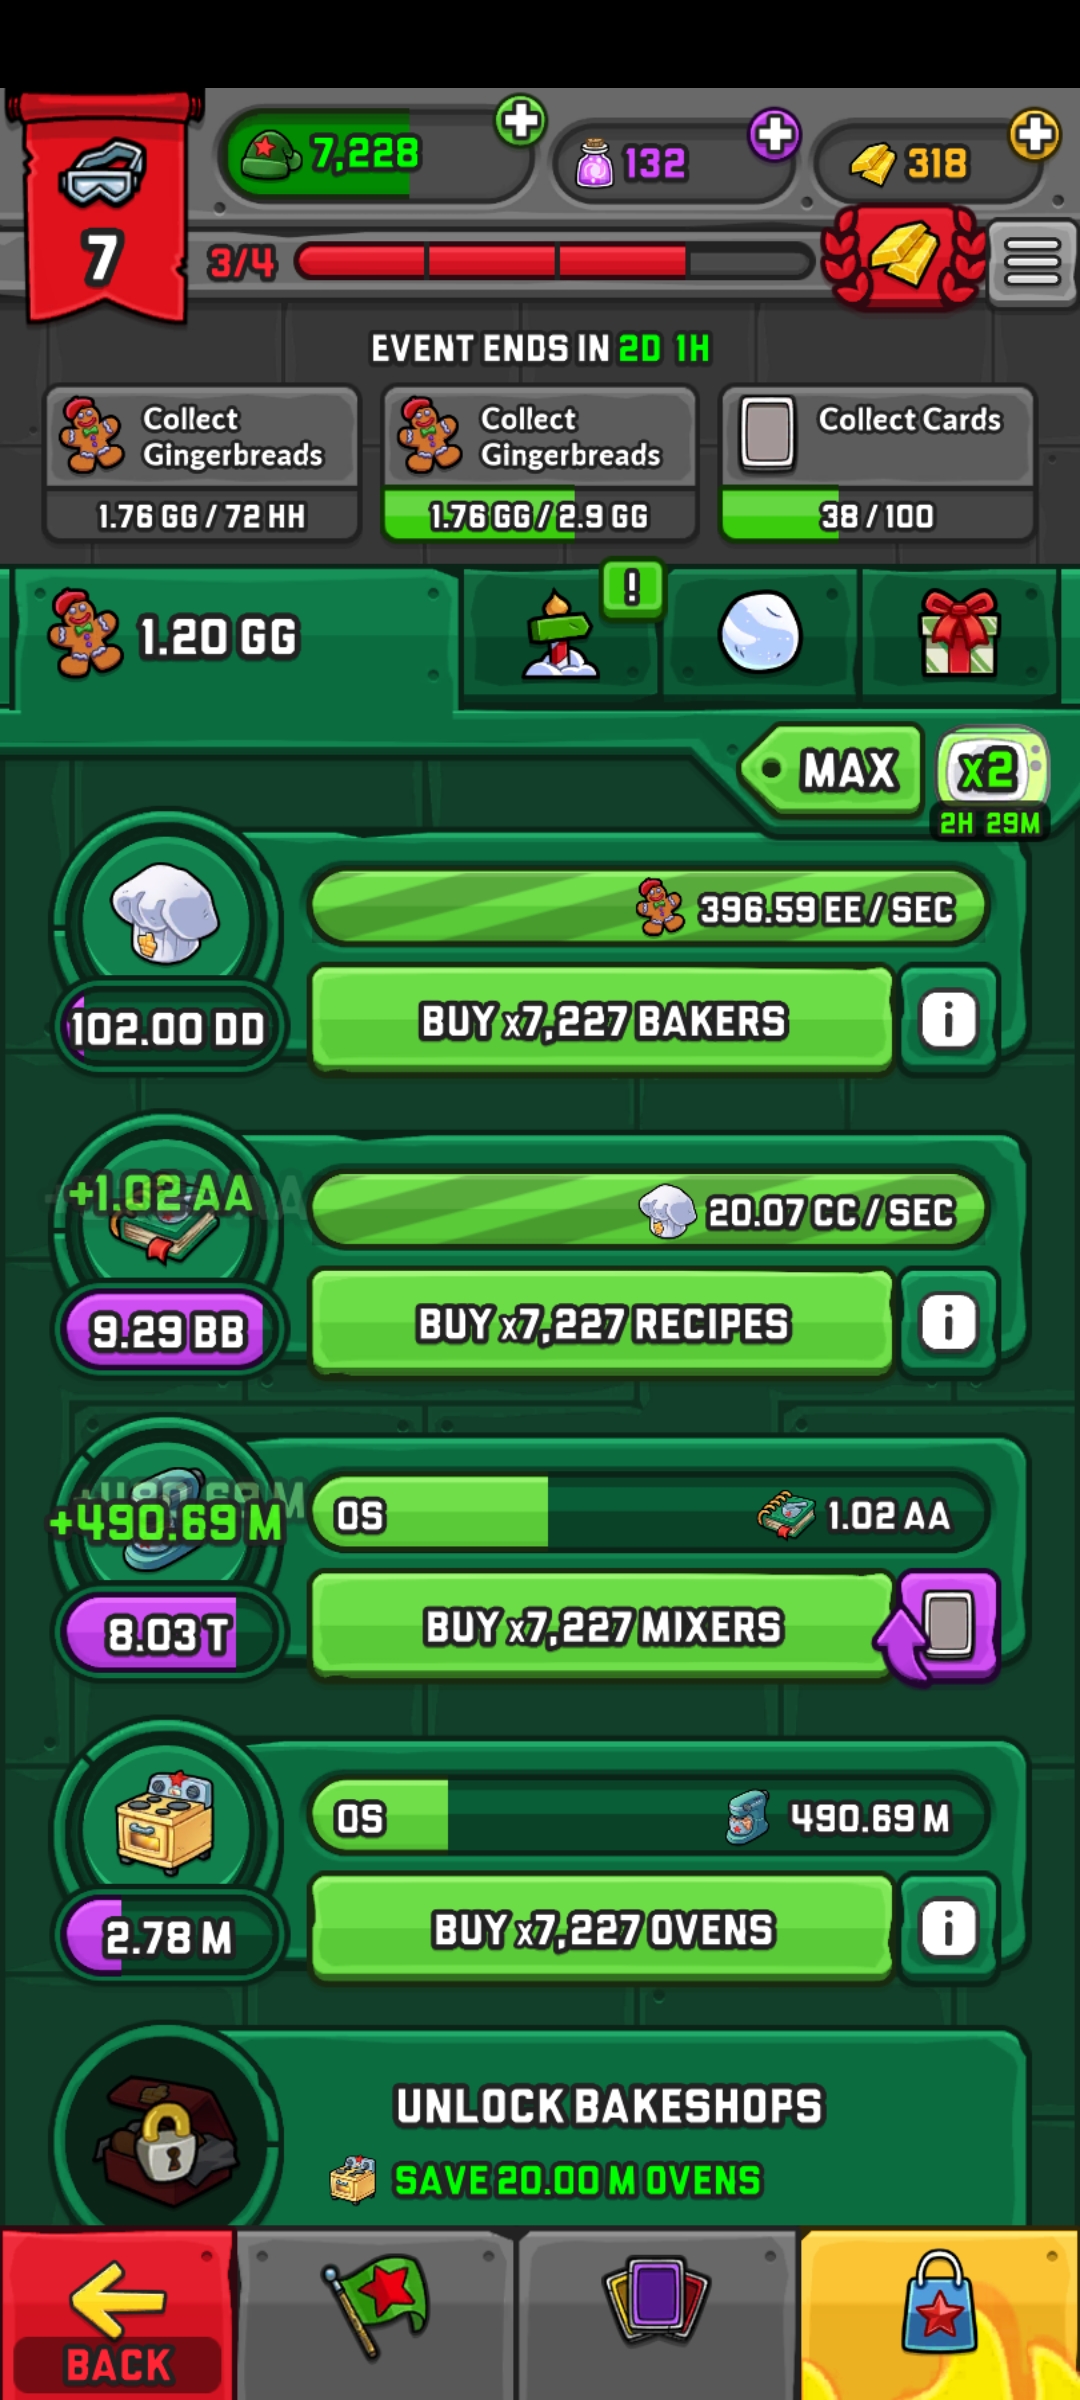 7,228
132
318
7
3/4
EVENT ENDS IN 2D 1H
Collect
Gingerbreads
1.76 GG / 72 HH
Collect
Gingerbreads
1.76 GG / 2.9 GG
Collect Cards
38 / 100
1.20 GG
!
MAX
x2
2H 29M
396.59 EE / SEC
102.00 DD
BUY x7,227 BAKERS
i
+1.02 AA
20.07 CC / SEC
9.29 BB
BUY x7,227 RECIPES
i
+490.69 M
0S
1.02 AA
8.03 T
BUY x7,227 MIXERS
0S
490.69 M
2.78 M
BUY x7,227 OVENS
i
UNLOCK BAKESHOPS
SAVE 20.00 M OVENS
BACK